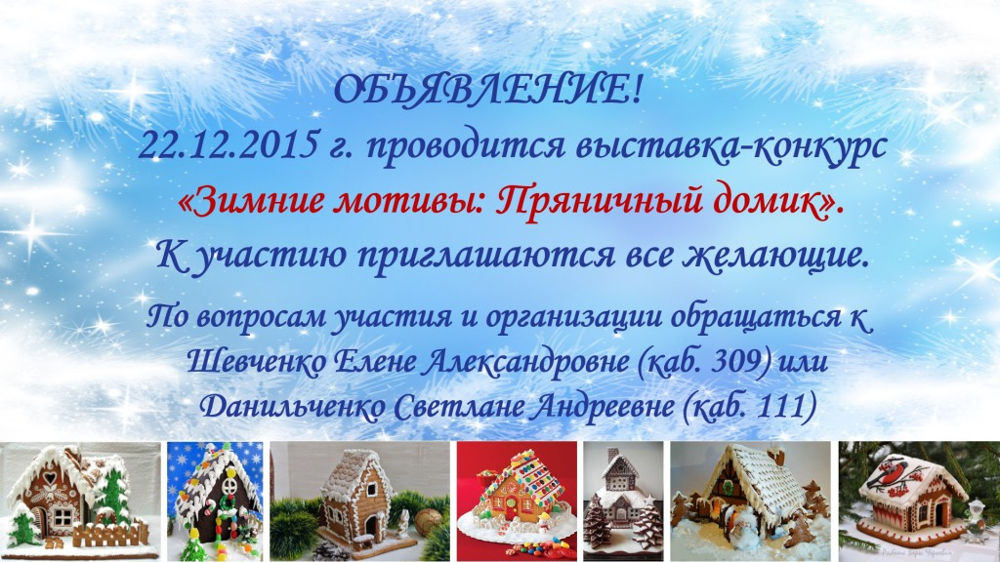 ОБЪЯВЛЕНИЕ!
22.12.2015 г. проводится выставка-конкурс
«Зимние мотивы: Пряничный домик».
К участию приглашаются все желающие.
По вопросам участия и организации обращаться к
Шевченко Елене Александровне (каб. 309) или
Данильченко Светлане Андреевне (каб. 111)